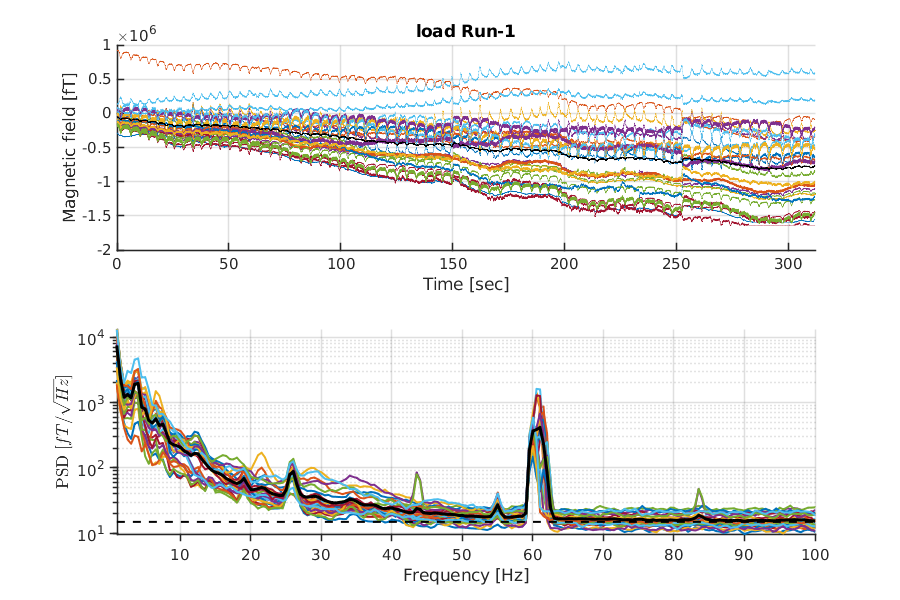 load Run-1
×10^6
Magnetic field [fT]
1
0.5
0
-0.5
-1
-1.5
-2
0 50 100 150 200 250 300
Time [sec]
PSD [fT/√Hz]
10^4
10^3
10^2
10^1
10 20 30 40 50 60 70 80 90 100
Frequency [Hz]